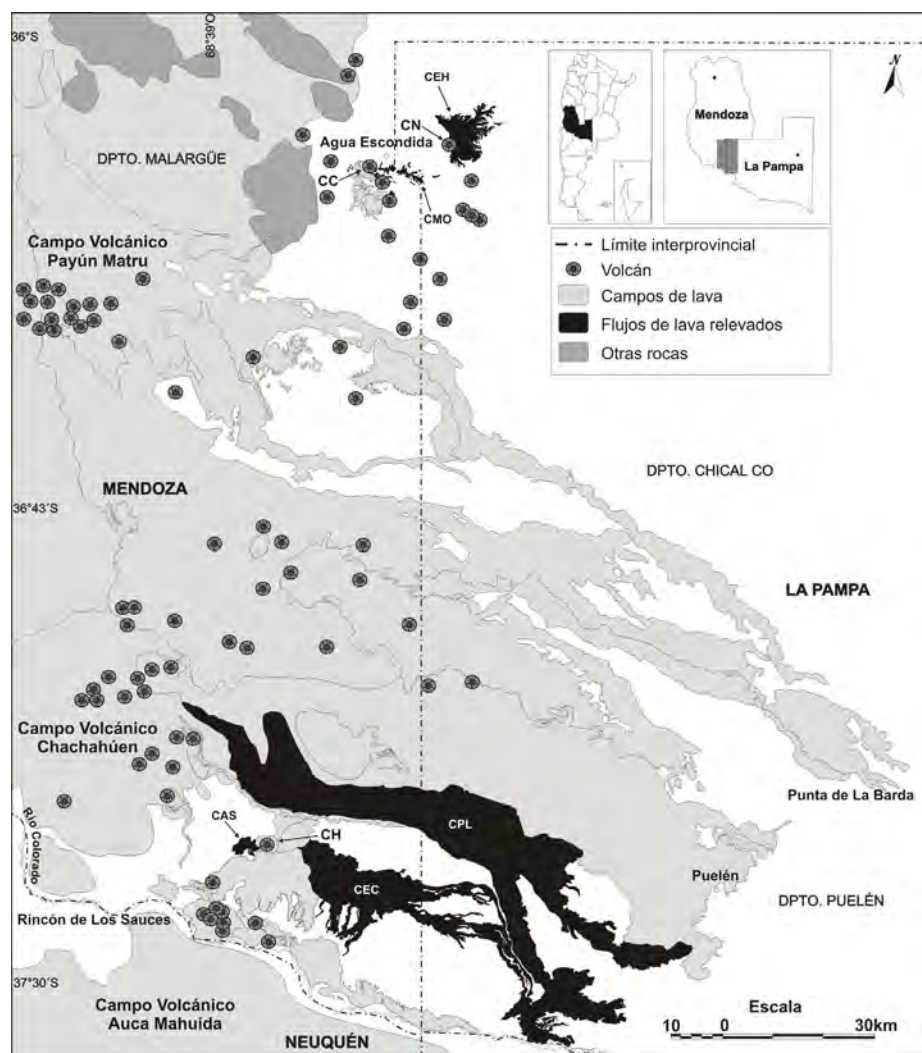 36°S
68°39'O
CEH
CN
Agua Escondida
DPTO. MALARGÜE
CC
CMO
Mendoza
La Pampa
Campo Volcánico
Payún Matru
Límite interprovincial
Volcán
Campos de lava
Flujos de lava relevados
Otras rocas
DPTO. CHICAL CO
MENDOZA
36°43´S
LA PAMPA
Campo Volcánico
Chachahúen
Punta de La Barda
Río Colorado
CAS
CH
CPL
CEC
Puelén
DPTO. PUELÉN
Rincón de Los Sauces
37°30´S
Campo Volcánico
Auca Mahuída
NEUQUÉN
Escala
10 0 30km